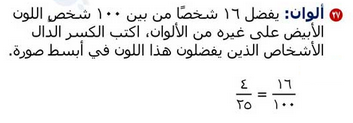 ٢٧ ألوان: يفضل ١٦ شخصًا من بين ١٠٠ شخص اللون
الأبيض على غيره من الألوان، اكتب الكسر الدال
الأشخاص الذين يفضلون هذا اللون في أبسط صورة.
١٦/١٠٠ = ٤/٢٥